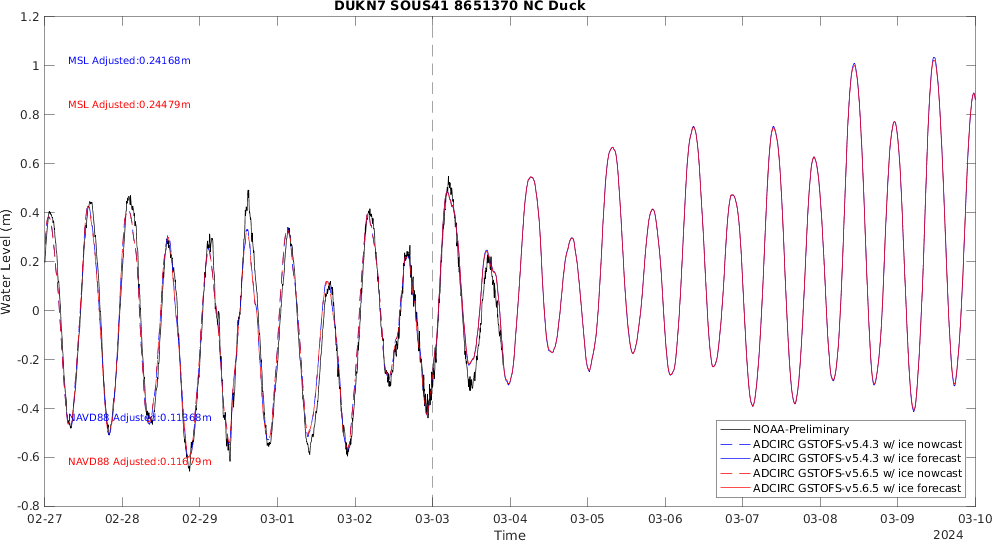 DUKN7 SOUS41 8651370 NC Duck
1.2
1
0.8
0.6
0.4
0.2
0
-0.2
-0.4
-0.6
-0.8
Water Level (m)
MSL Adjusted:0.24168m
MSL Adjusted:0.24479m
NAVD88 Adjusted:0.11368m
NAVD88 Adjusted:0.11679m
NOAA-Preliminary
ADCIRC GSTOFS-v5.4.3 w/ ice nowcast
ADCIRC GSTOFS-v5.4.3 w/ ice forecast
ADCIRC GSTOFS-v5.6.5 w/ ice nowcast
ADCIRC GSTOFS-v5.6.5 w/ ice forecast
02-27 02-28 02-29 03-01 03-02 03-03 03-04 03-05 03-06 03-07 03-08 03-09 03-10
Time
2024